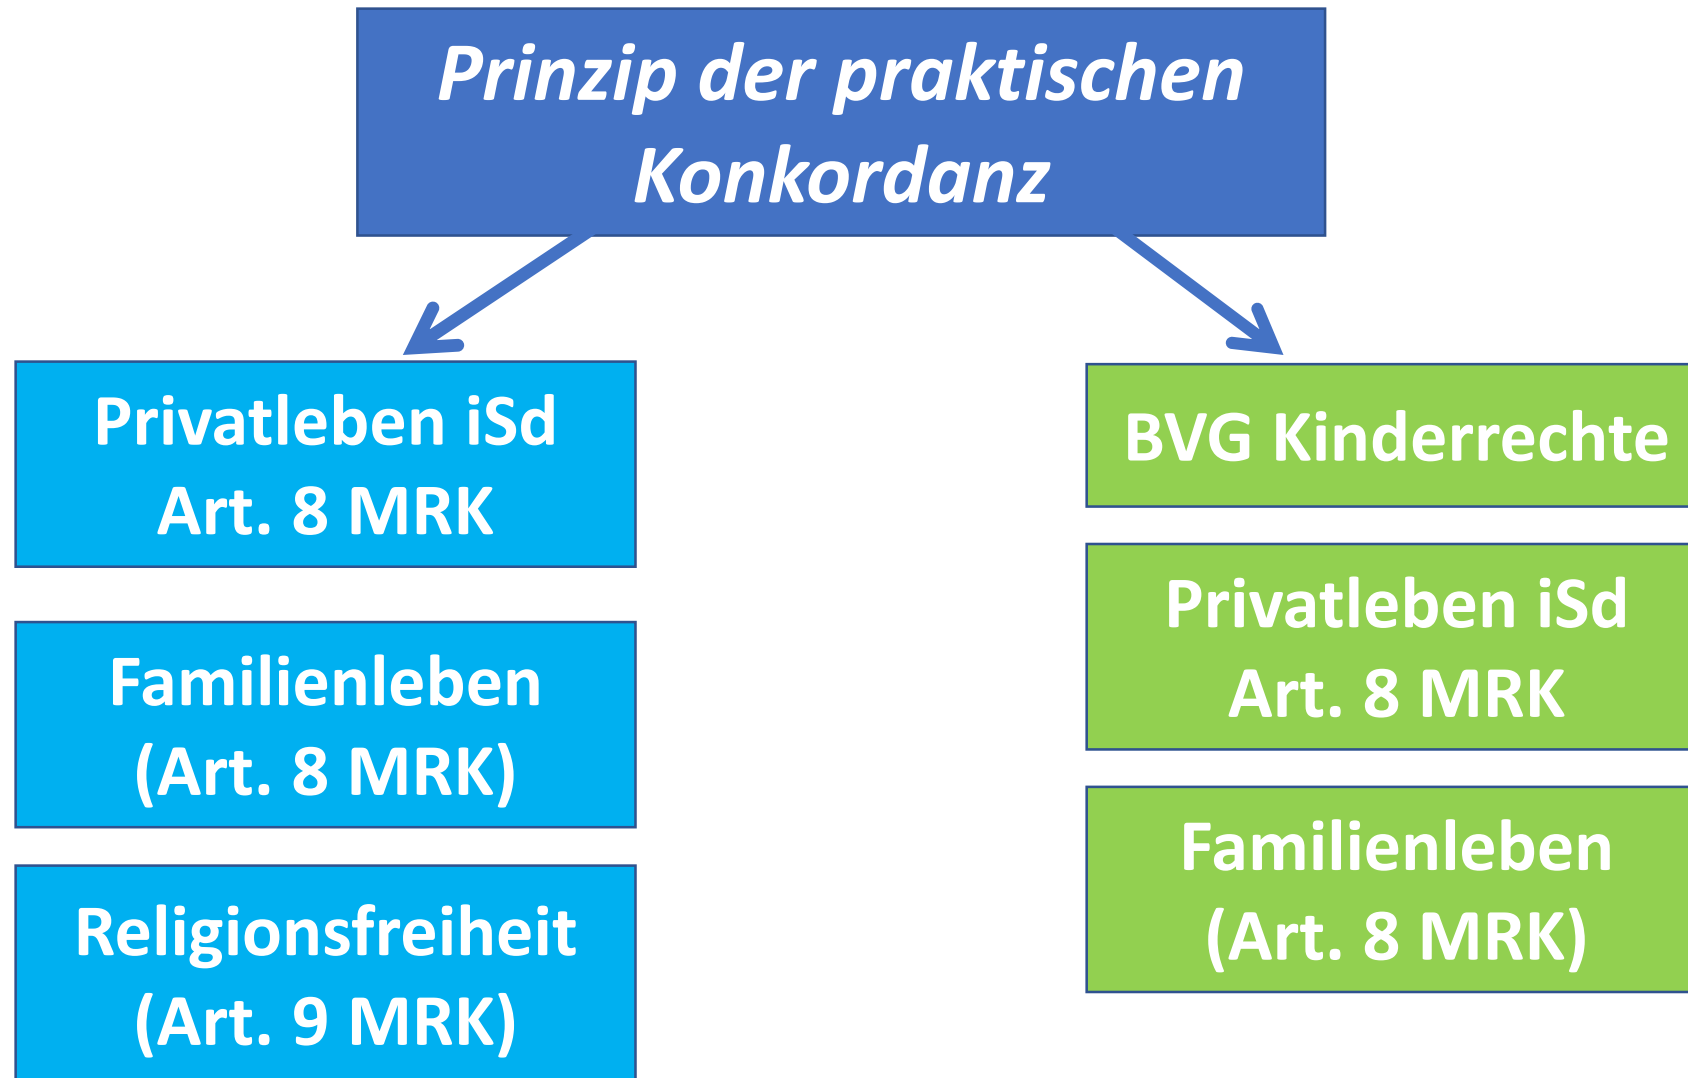 Prinzip der praktischen
Konkordanz
Privatleben iSd
Art. 8 MRK
Familienleben
(Art. 8 MRK)
Religionsfreiheit
(Art. 9 MRK)
BVG Kinderrechte
Privatleben iSd
Art. 8 MRK
Familienleben
(Art. 8 MRK)